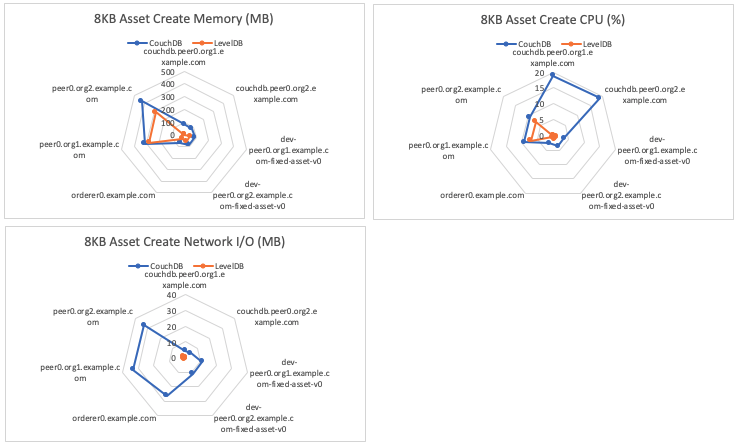 8KB Asset Create Memory (MB)
CouchDB LevelDB
couchdb.peer0.org1.e
xample.com
500
400
300
200
100
0
couchdb.peer0.org2.e
xample.com
dev-
peer0.org1.example.c
om-fixed-asset-v0
dev-
peer0.org2.example.c
om-fixed-asset-v0
orderer0.example.com
peer0.org1.example.c
om
peer0.org2.example.c
om
8KB Asset Create CPU (%)
CouchDB LevelDB
couchdb.peer0.org1.e
xample.com
20
15
10
5
0
couchdb.peer0.org2.e
xample.com
dev-
peer0.org1.example.c
om-fixed-asset-v0
dev-
peer0.org2.example.c
om-fixed-asset-v0
orderer0.example.com
peer0.org1.example.c
om
peer0.org2.example.c
om
8KB Asset Create Network I/O (MB)
CouchDB LevelDB
couchdb.peer0.org1.e
xample.com
40
30
20
10
0
couchdb.peer0.org2.e
xample.com
dev-
peer0.org1.example.c
om-fixed-asset-v0
dev-
peer0.org2.example.c
om-fixed-asset-v0
orderer0.example.com
peer0.org1.example.c
om
peer0.org2.example.c
om